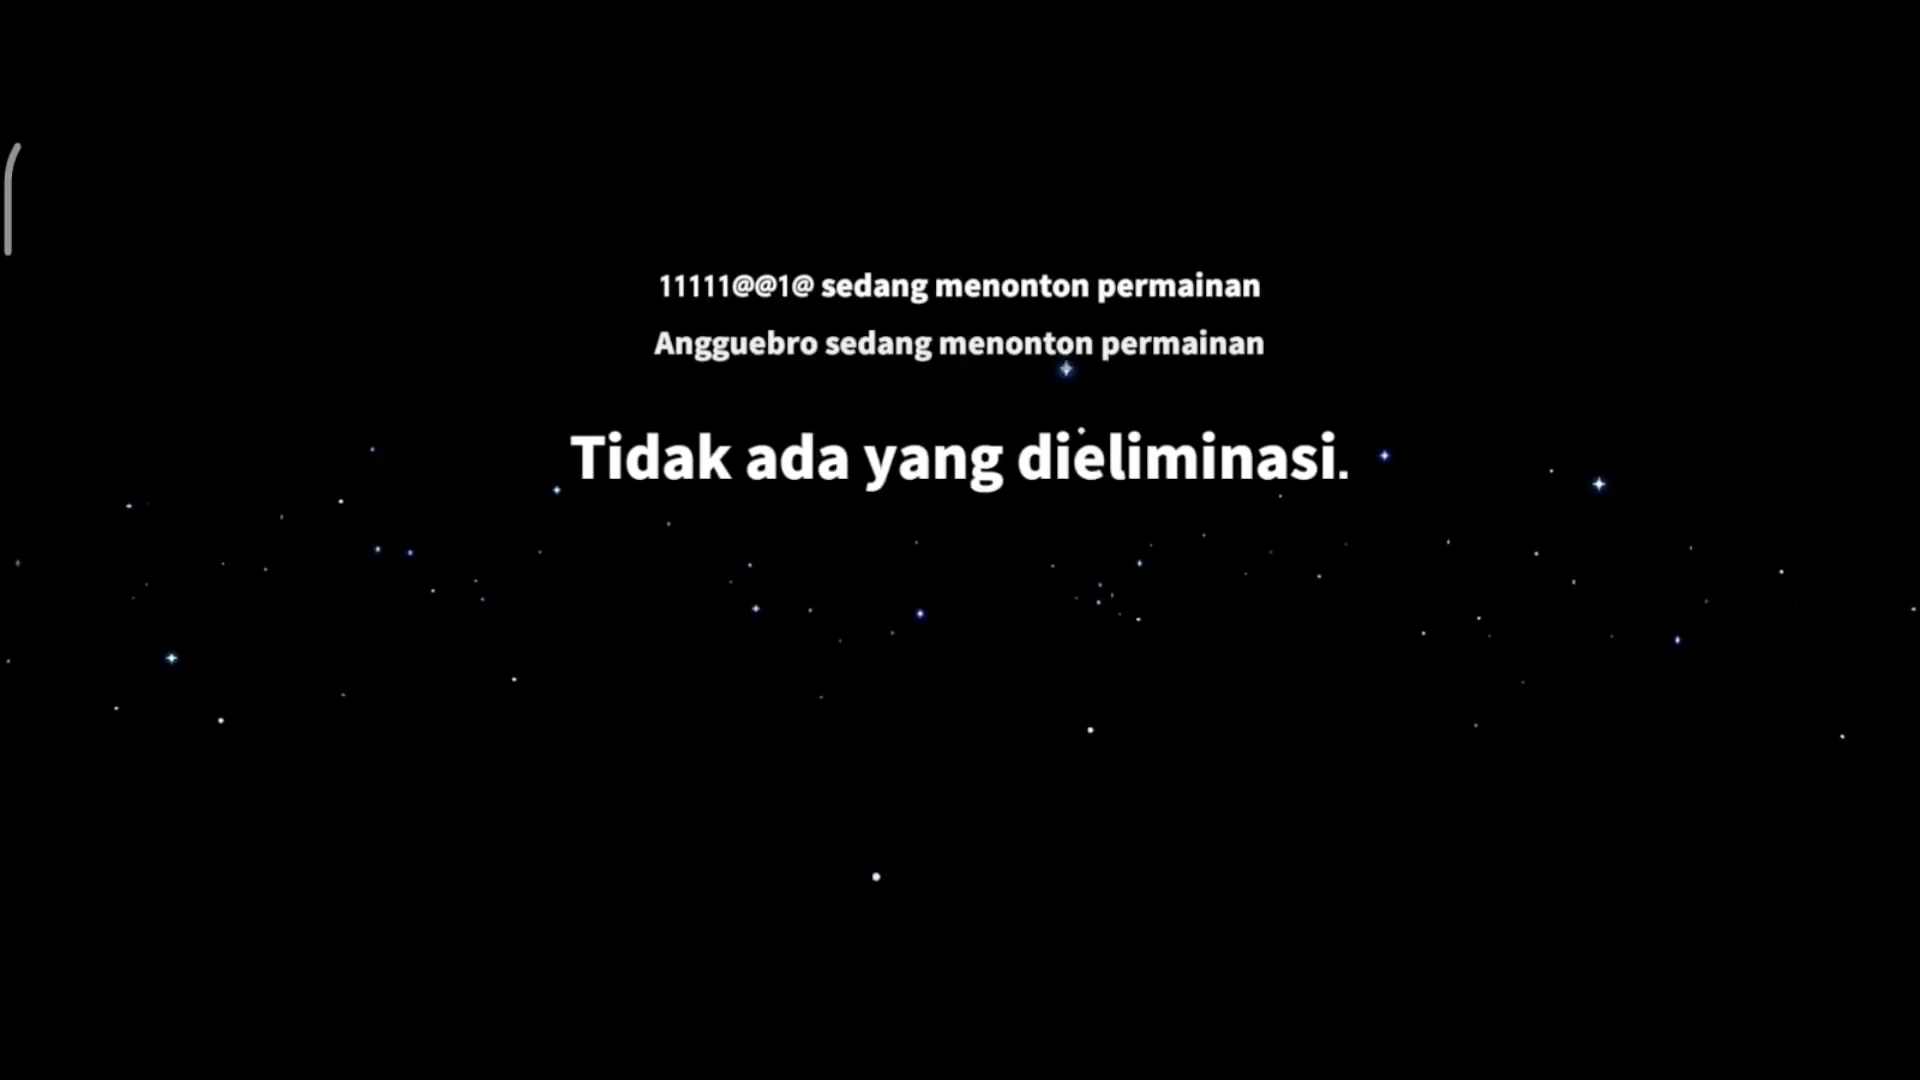 11111@@1@ sedang menonton permainan
Angguebro sedang menonton permainan
Tidak ada yang dieliminasi.